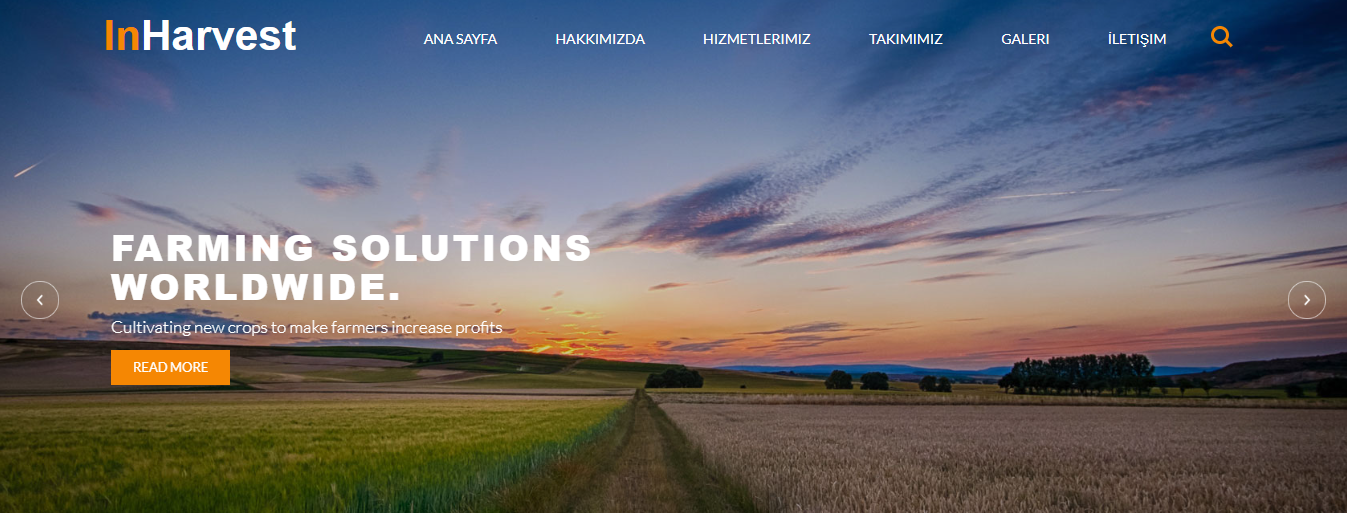 InHarvest
ANA SAYFA
HAKKIMIZDA
HIZMETLERIMIZ
TAKIMIMIZ
GALERI
İLETIŞIM
FARMING SOLUTIONS
WORLDWIDE.
Cultivating new crops to make farmers increase profits
READ MORE